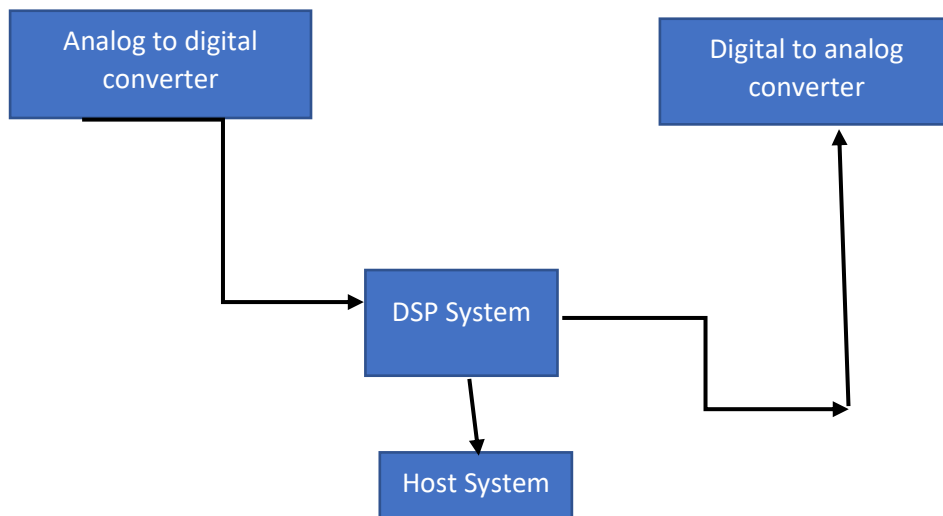 Analog to digital
converter
Digital to analog
converter
DSP System
Host System